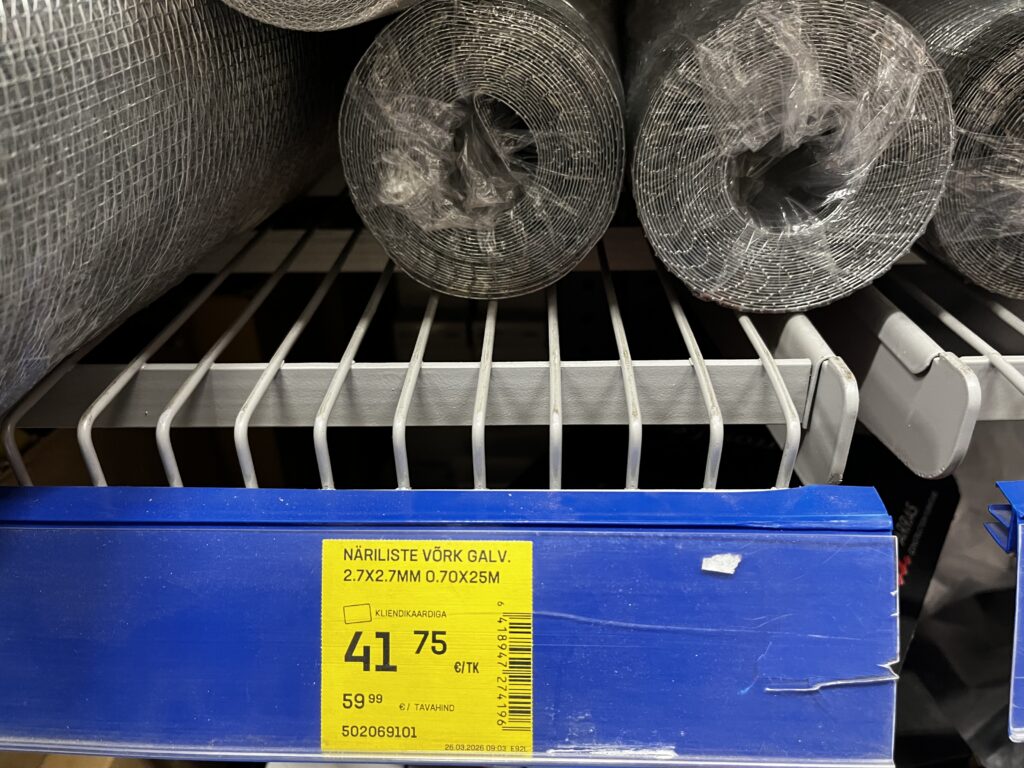 NÄRILISTE VÕRK GALV.
2.7X2.7MM 0.70X25M
KLIENDIKAARDIGA
41 75
€/TK
59 99 € / TAVAHIND
502069101
6 418947 274196
26.03.2026 09:03 E92L